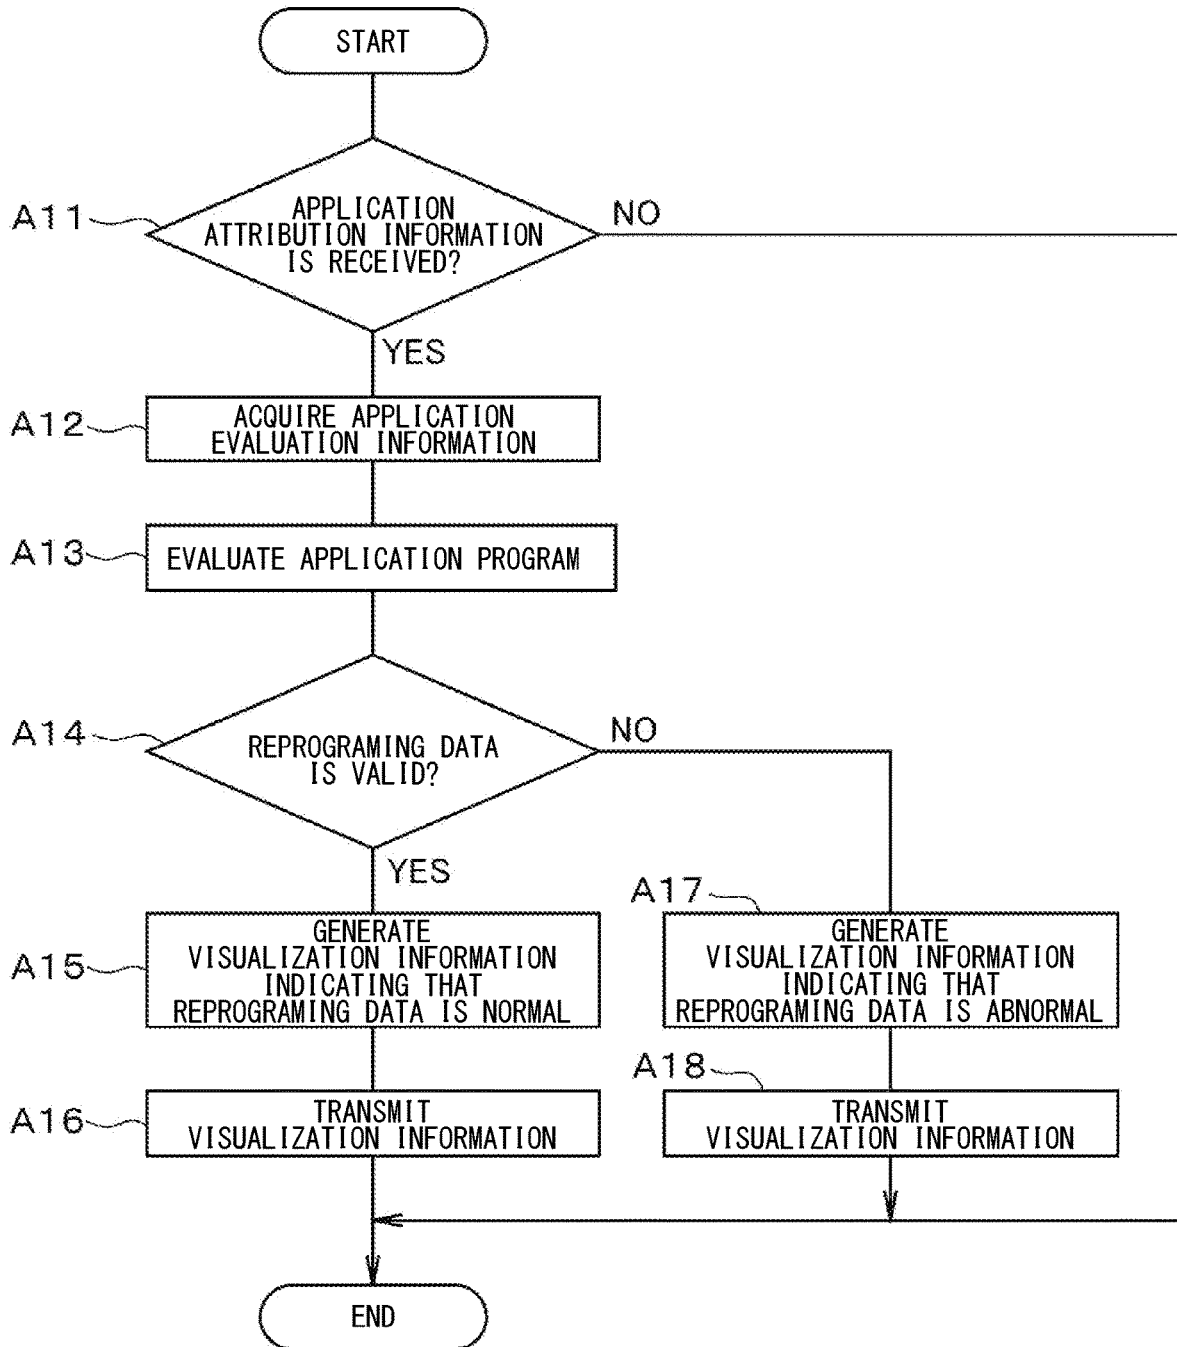 START
A11
APPLICATION
ATTRIBUTION INFORMATION
IS RECEIVED?
NO
YES
A12
ACQUIRE APPLICATION
EVALUATION INFORMATION
A13
EVALUATE APPLICATION PROGRAM
A14
REPROGRAMING DATA
IS VALID?
NO
YES
A15
GENERATE
VISUALIZATION INFORMATION
INDICATING THAT
REPROGRAMING DATA IS NORMAL
A17
GENERATE
VISUALIZATION INFORMATION
INDICATING THAT
REPROGRAMING DATA IS ABNORMAL
A16
TRANSMIT
VISUALIZATION INFORMATION
A18
TRANSMIT
VISUALIZATION INFORMATION
END